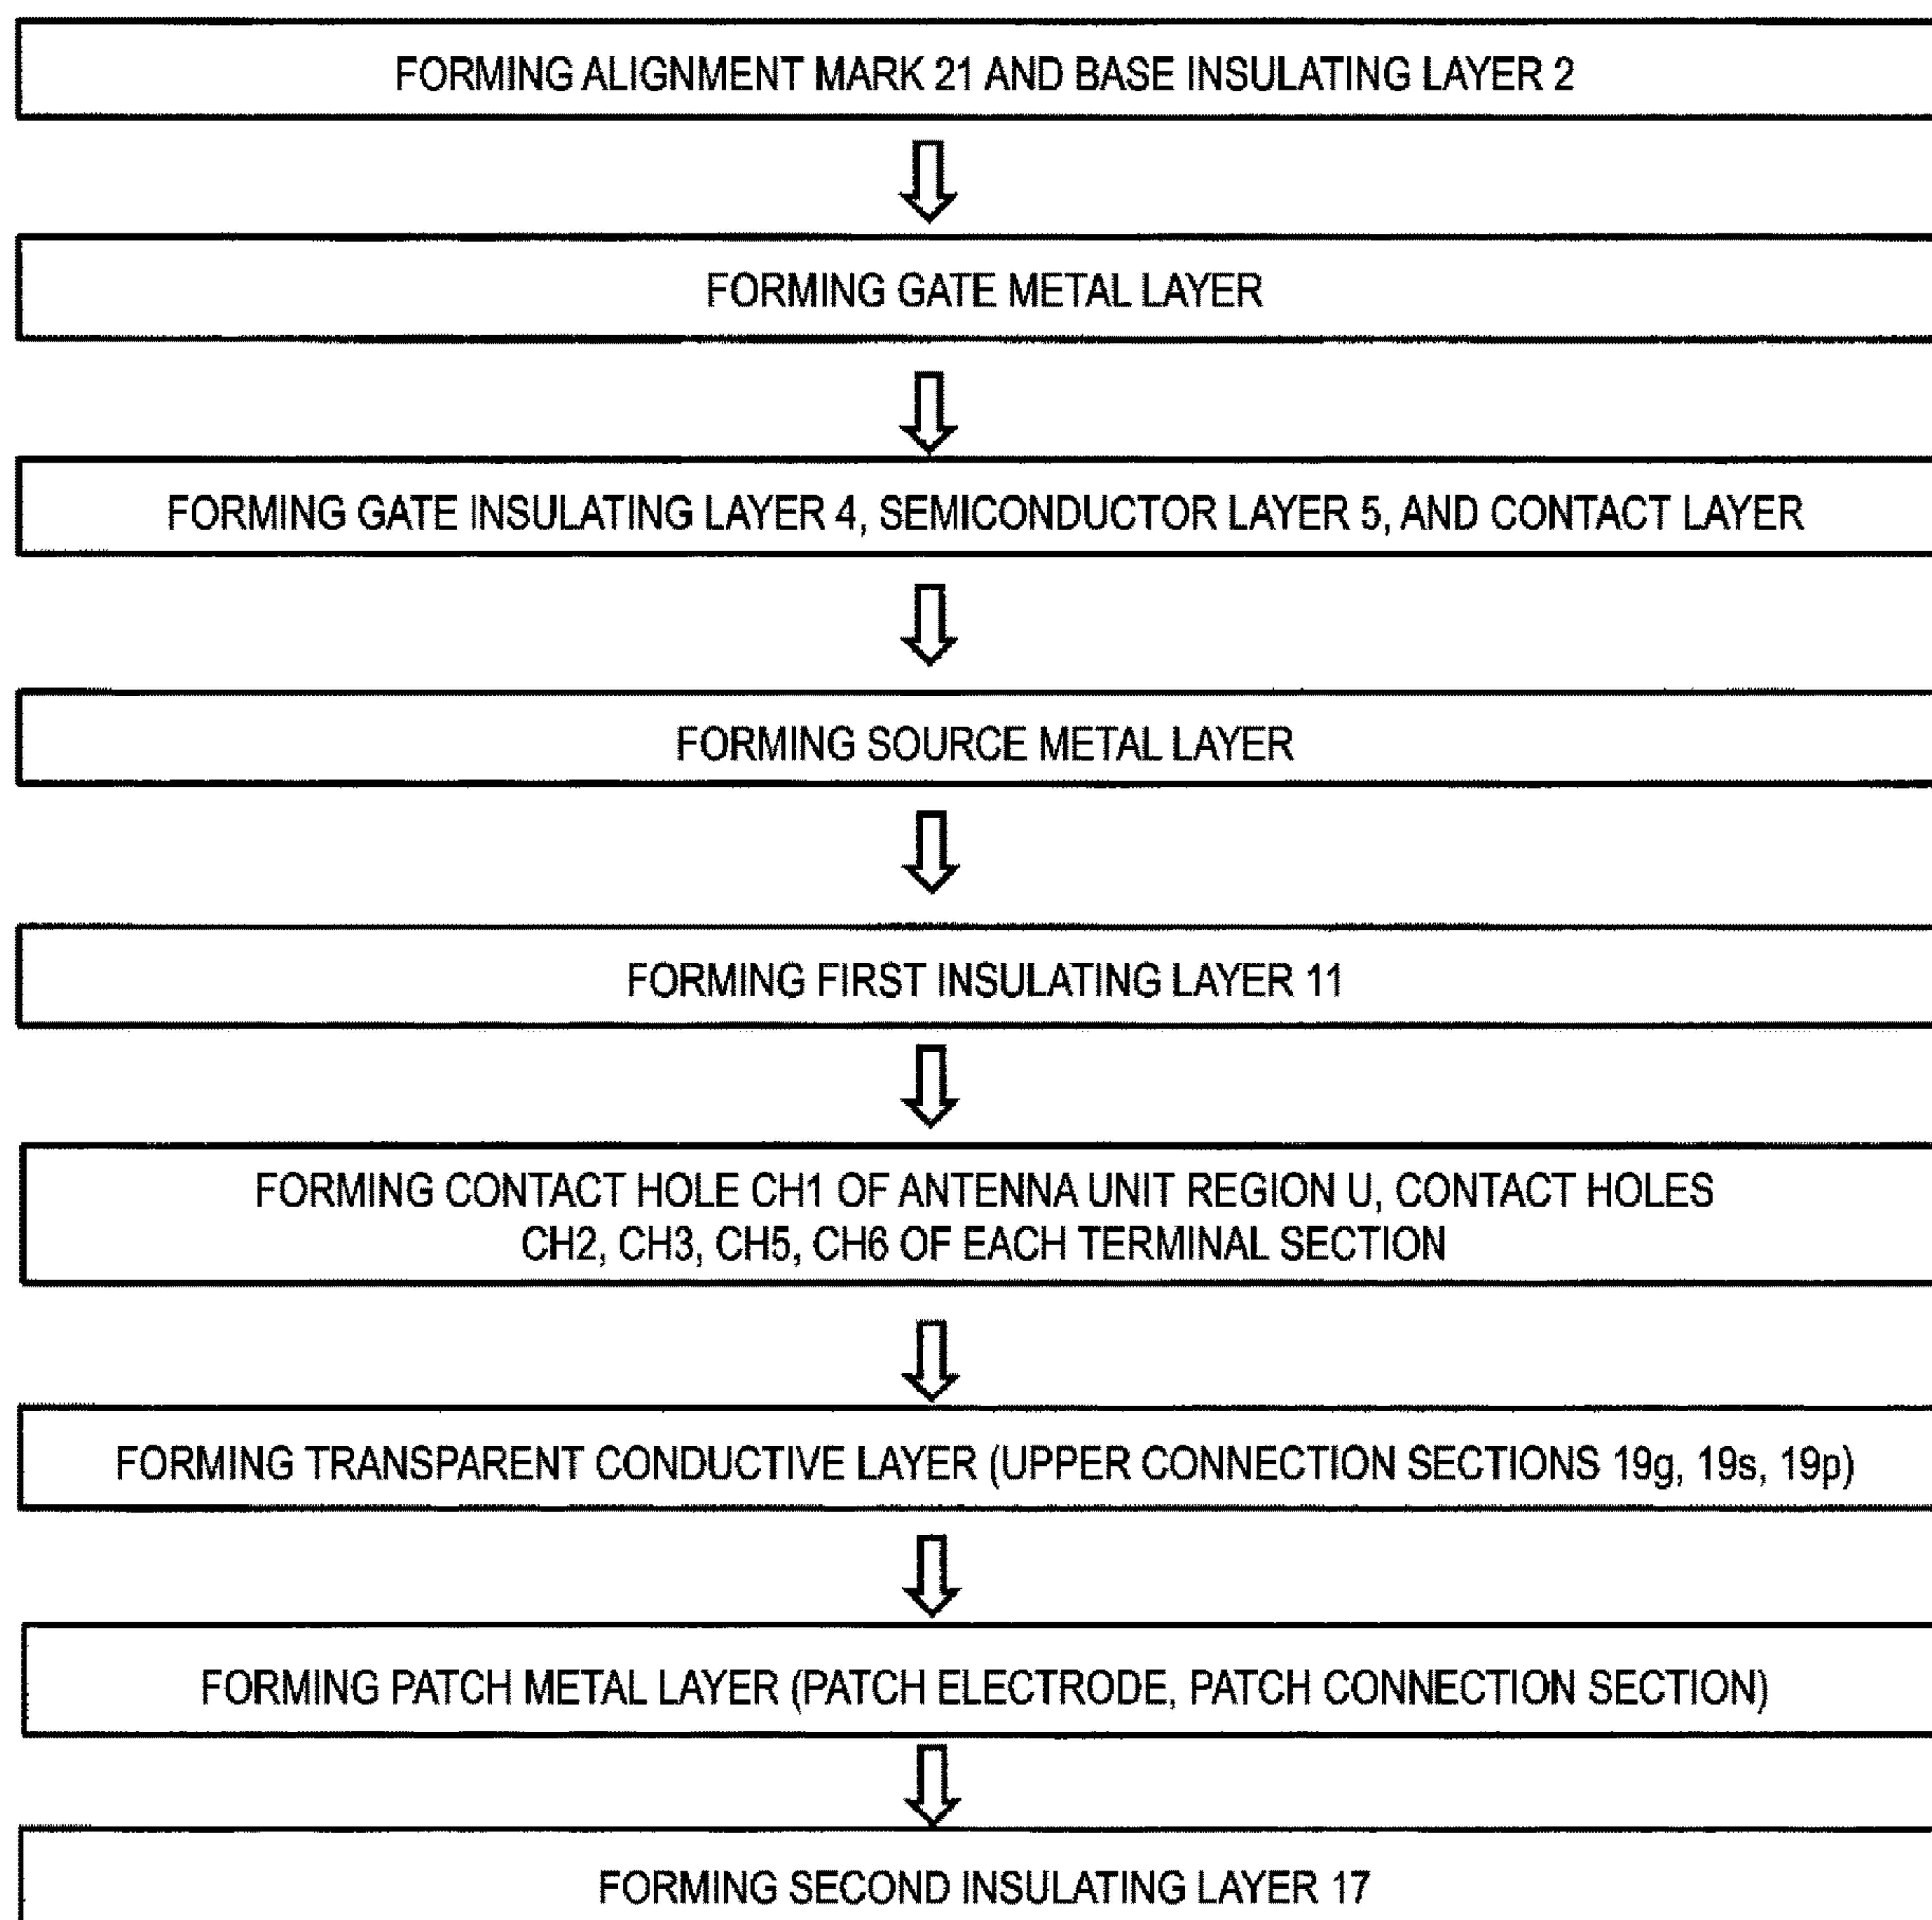 FORMING ALIGNMENT MARK 21 AND BASE INSULATING LAYER 2
FORMING GATE METAL LAYER
FORMING GATE INSULATING LAYER 4, SEMICONDUCTOR LAYER 5, AND CONTACT LAYER
FORMING SOURCE METAL LAYER
FORMING FIRST INSULATING LAYER 11
FORMING CONTACT HOLE CH1 OF ANTENNA UNIT REGION U, CONTACT HOLES
CH2, CH3, CH5, CH6 OF EACH TERMINAL SECTION
FORMING TRANSPARENT CONDUCTIVE LAYER (UPPER CONNECTION SECTIONS 19g, 19s, 19p)
FORMING PATCH METAL LAYER (PATCH ELECTRODE, PATCH CONNECTION SECTION)
FORMING SECOND INSULATING LAYER 17